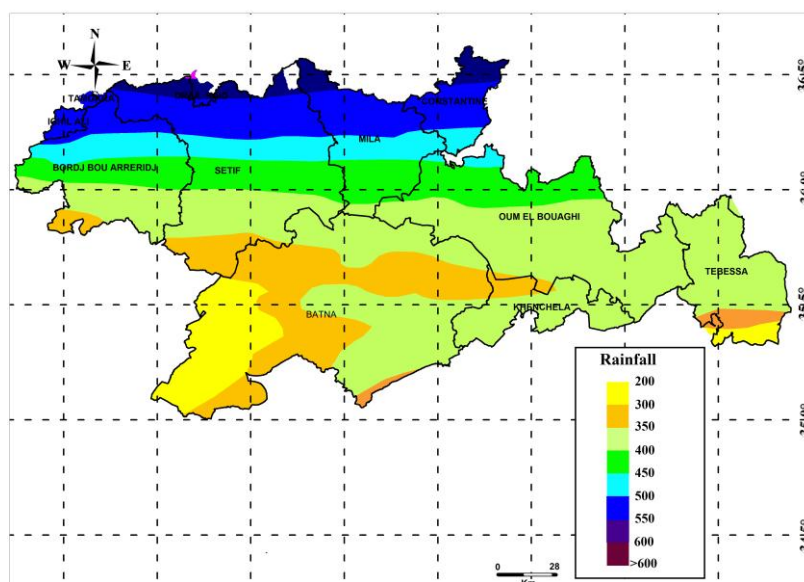 N
W E
S
CONSTANTINE
MILA
BORDJ BOU ARRERIDJ
SETIF
OUM EL BOUAGHI
TEBESSA
KHENCHELA
BATNA
Rainfall
200
300
350
400
450
500
550
600
>600
0 28
Km